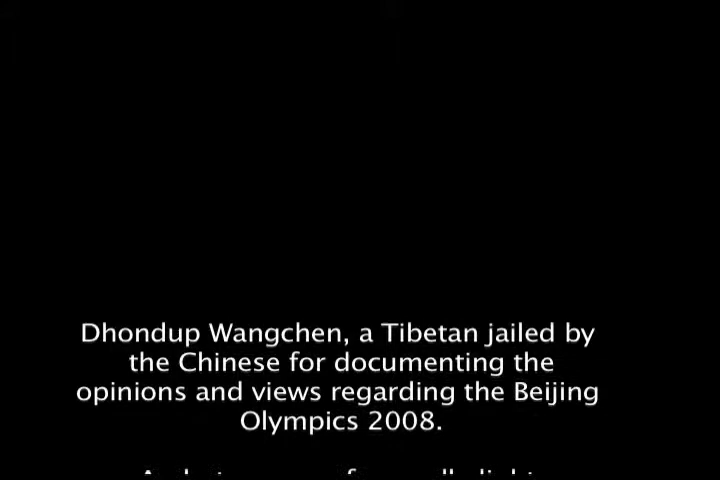 Dhondup Wangchen, a Tibetan jailed by
the Chinese for documenting the
opinions and views regarding the Beijing
Olympics 2008.